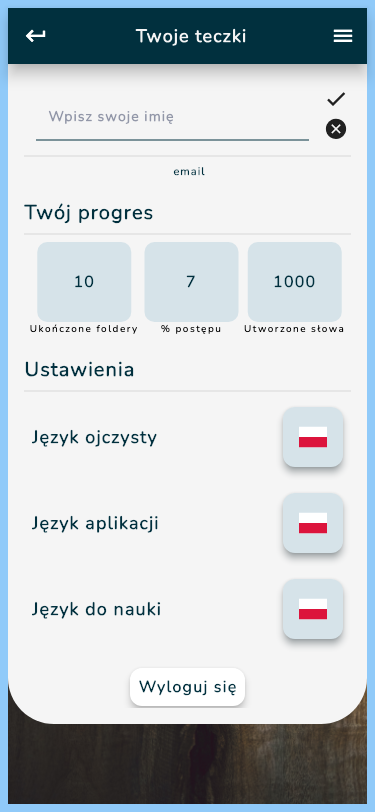 Twoje teczki
Wpisz swoje imię
email
Twój progres
10 7 1000
Ukończone foldery % postępu Utworzone słowa
Ustawienia
Język ojczysty
Język aplikacji
Język do nauki
Wyloguj się